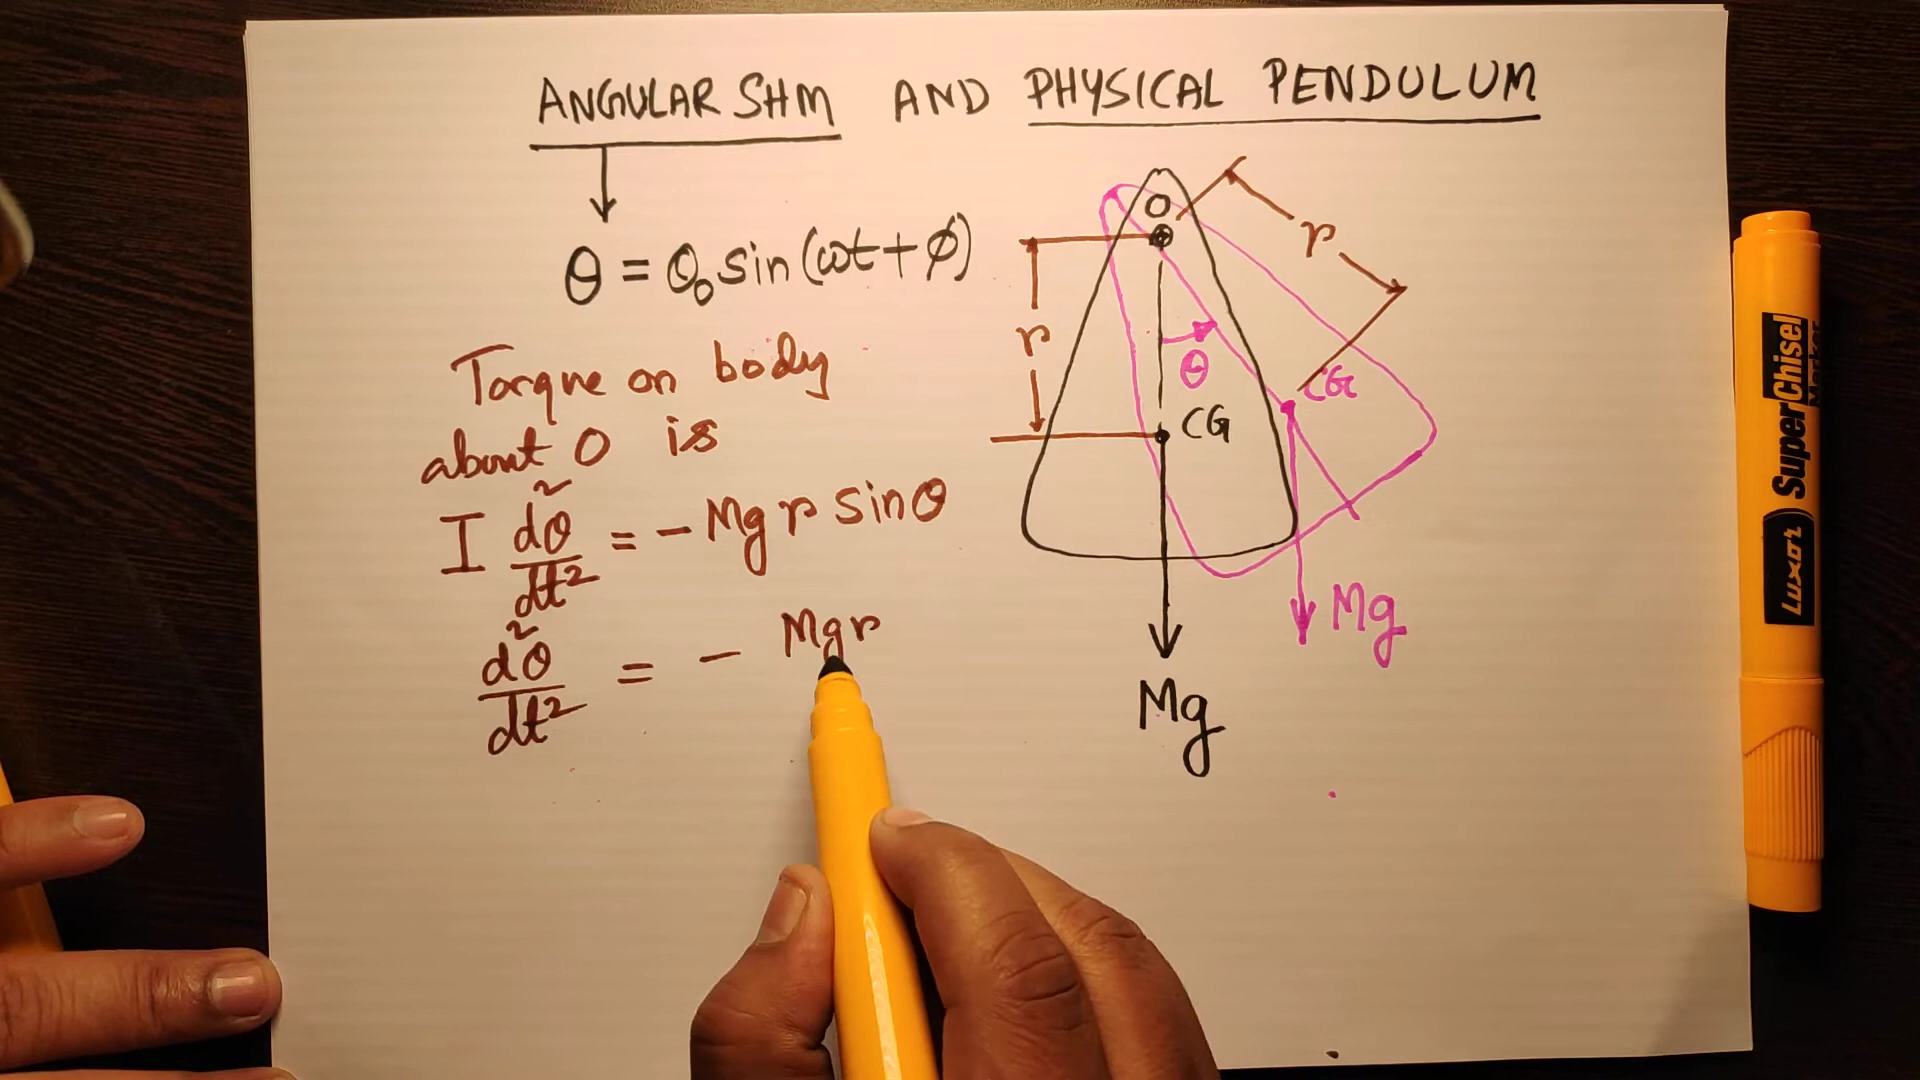 ANGULAR SHM AND PHYSICAL PENDULUM
θ = θ₀ sin(ωt + φ)
Torque on body
about O is
I d²θ/dt² = - Mg r sinθ
d²θ/dt² = - Mgr
O
r
r
θ
CG
CG
Mg
Mg
Luxor SuperChisel
Marker